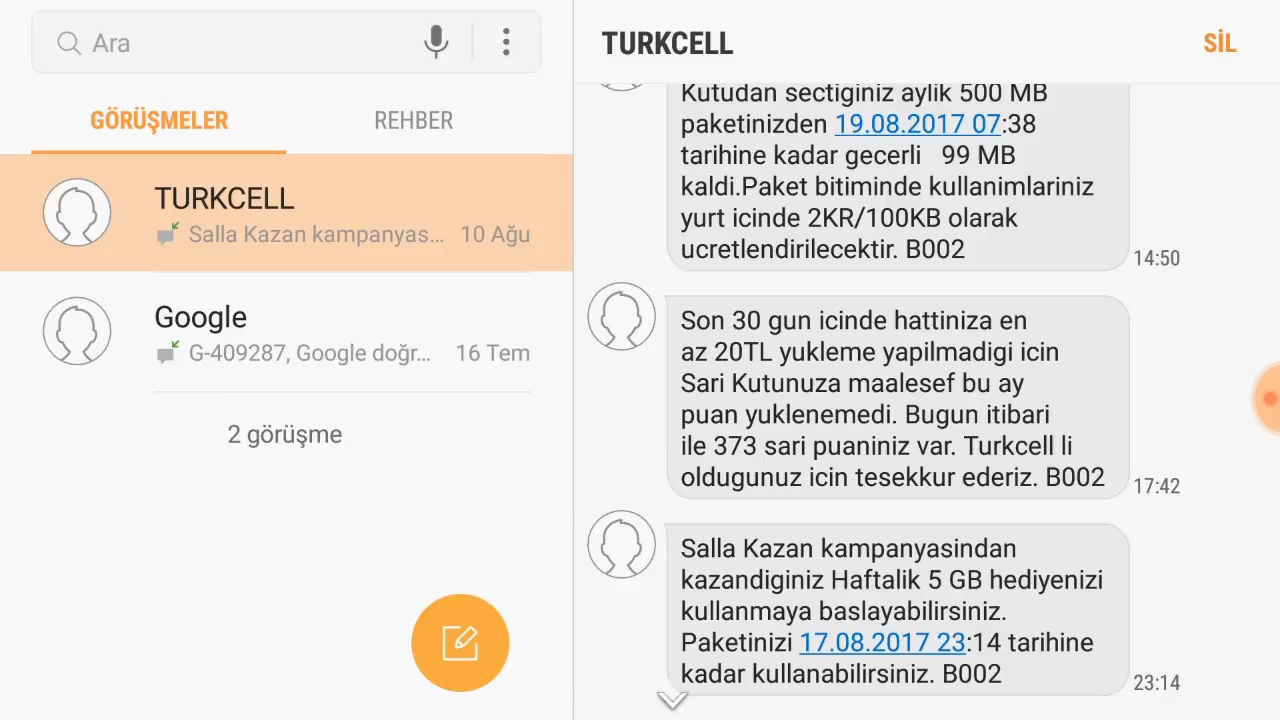 Ara
GÖRÜŞMELER
REHBER
TURKCELL
Salla Kazan kampanyas... 10 Ağu
Google
G-409287, Google doğr... 16 Tem
2 görüşme
TURKCELL
SİL
Kutudan sectiginiz aylik 500 MB
paketinizden 19.08.2017 07:38
tarihine kadar gecerli 99 MB
kaldi.Paket bitiminde kullanimlariniz
yurt icinde 2KR/100KB olarak
ucretlendirilecektir. B002
14:50
Son 30 gun icinde hattiniza en
az 20TL yukleme yapilmadigi icin
Sari Kutunuza maalesef bu ay
puan yuklenemedi. Bugun itibari
ile 373 sari puaniniz var. Turkcell li
oldugunuz icin tesekkur ederiz. B002
17:42
Salla Kazan kampanyasindan
kazandiginiz Haftalik 5 GB hediyenizi
kullanmaya baslayabilirsiniz.
Paketinizi 17.08.2017 23:14 tarihine
kadar kullanabilirsiniz. B002
23:14